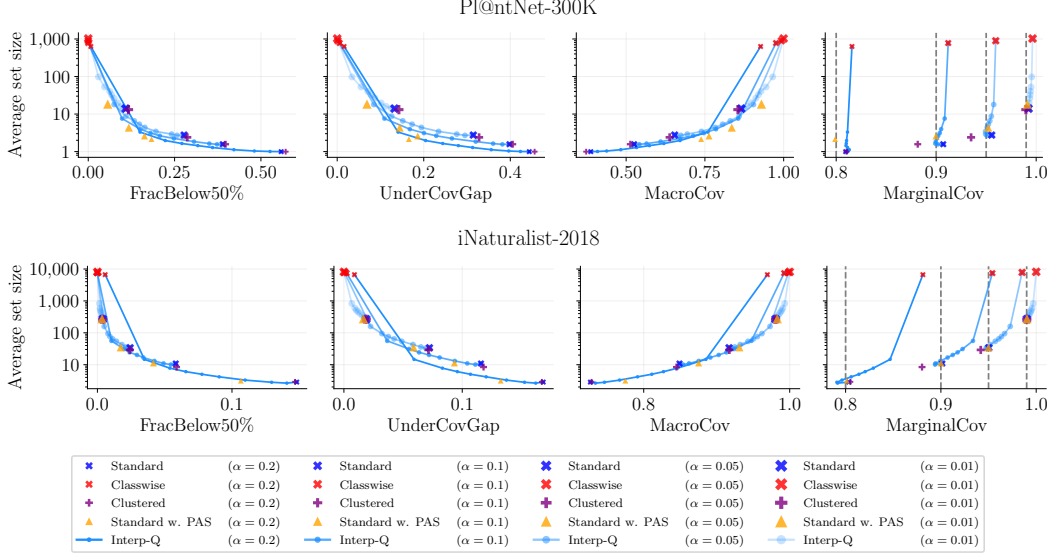 Pl@ntNet-300K
Average set size
1,000
100
10
1
0.00 0.25 0.50
FracBelow50%
0.0 0.2 0.4
UnderCovGap
0.50 0.75 1.00
MacroCov
0.8 0.9 1.0
MarginalCov
iNaturalist-2018
Average set size
10,000
1,000
100
10
0.0 0.1
FracBelow50%
0.0 0.1
UnderCovGap
0.8 1.0
MacroCov
0.8 0.9 1.0
MarginalCov
Standard (α = 0.2) Standard (α = 0.1) Standard (α = 0.05) Standard (α = 0.01)
Classwise (α = 0.2) Classwise (α = 0.1) Classwise (α = 0.05) Classwise (α = 0.01)
Clustered (α = 0.2) Clustered (α = 0.1) Clustered (α = 0.05) Clustered (α = 0.01)
Standard w. PAS (α = 0.2) Standard w. PAS (α = 0.1) Standard w. PAS (α = 0.05) Standard w. PAS (α = 0.01)
Interp-Q (α = 0.2) Interp-Q (α = 0.1) Interp-Q (α = 0.05) Interp-Q (α = 0.01)